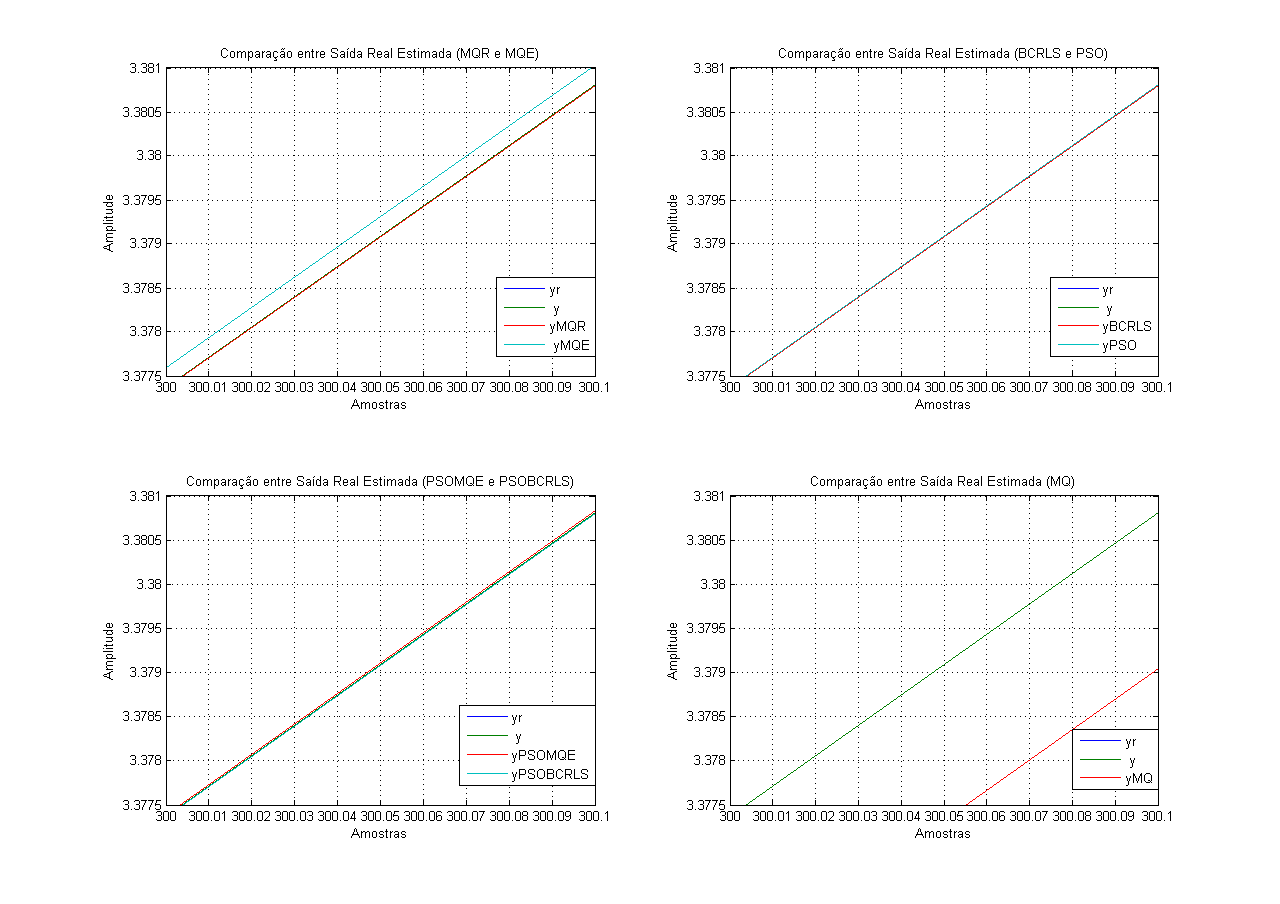 Comparação entre Saída Real Estimada (MQR e MQE)
3.381
3.3805
3.38
3.3795
3.379
3.3785
3.378
3.3775
Amplitude
yr
y
yMQR
yMQE
300 300.01 300.02 300.03 300.04 300.05 300.06 300.07 300.08 300.09 300.1
Amostras
Comparação entre Saída Real Estimada (BCRLS e PSO)
3.381
3.3805
3.38
3.3795
3.379
3.3785
3.378
3.3775
Amplitude
yr
y
yBCRLS
yPSO
300 300.01 300.02 300.03 300.04 300.05 300.06 300.07 300.08 300.09 300.1
Amostras
Comparação entre Saída Real Estimada (PSOMQE e PSOBCRLS)
3.381
3.3805
3.38
3.3795
3.379
3.3785
3.378
3.3775
Amplitude
yr
y
yPSOMQE
yPSOBCRLS
300 300.01 300.02 300.03 300.04 300.05 300.06 300.07 300.08 300.09 300.1
Amostras
Comparação entre Saída Real Estimada (MQ)
3.381
3.3805
3.38
3.3795
3.379
3.3785
3.378
3.3775
Amplitude
yr
y
yMQ
300 300.01 300.02 300.03 300.04 300.05 300.06 300.07 300.08 300.09 300.1
Amostras